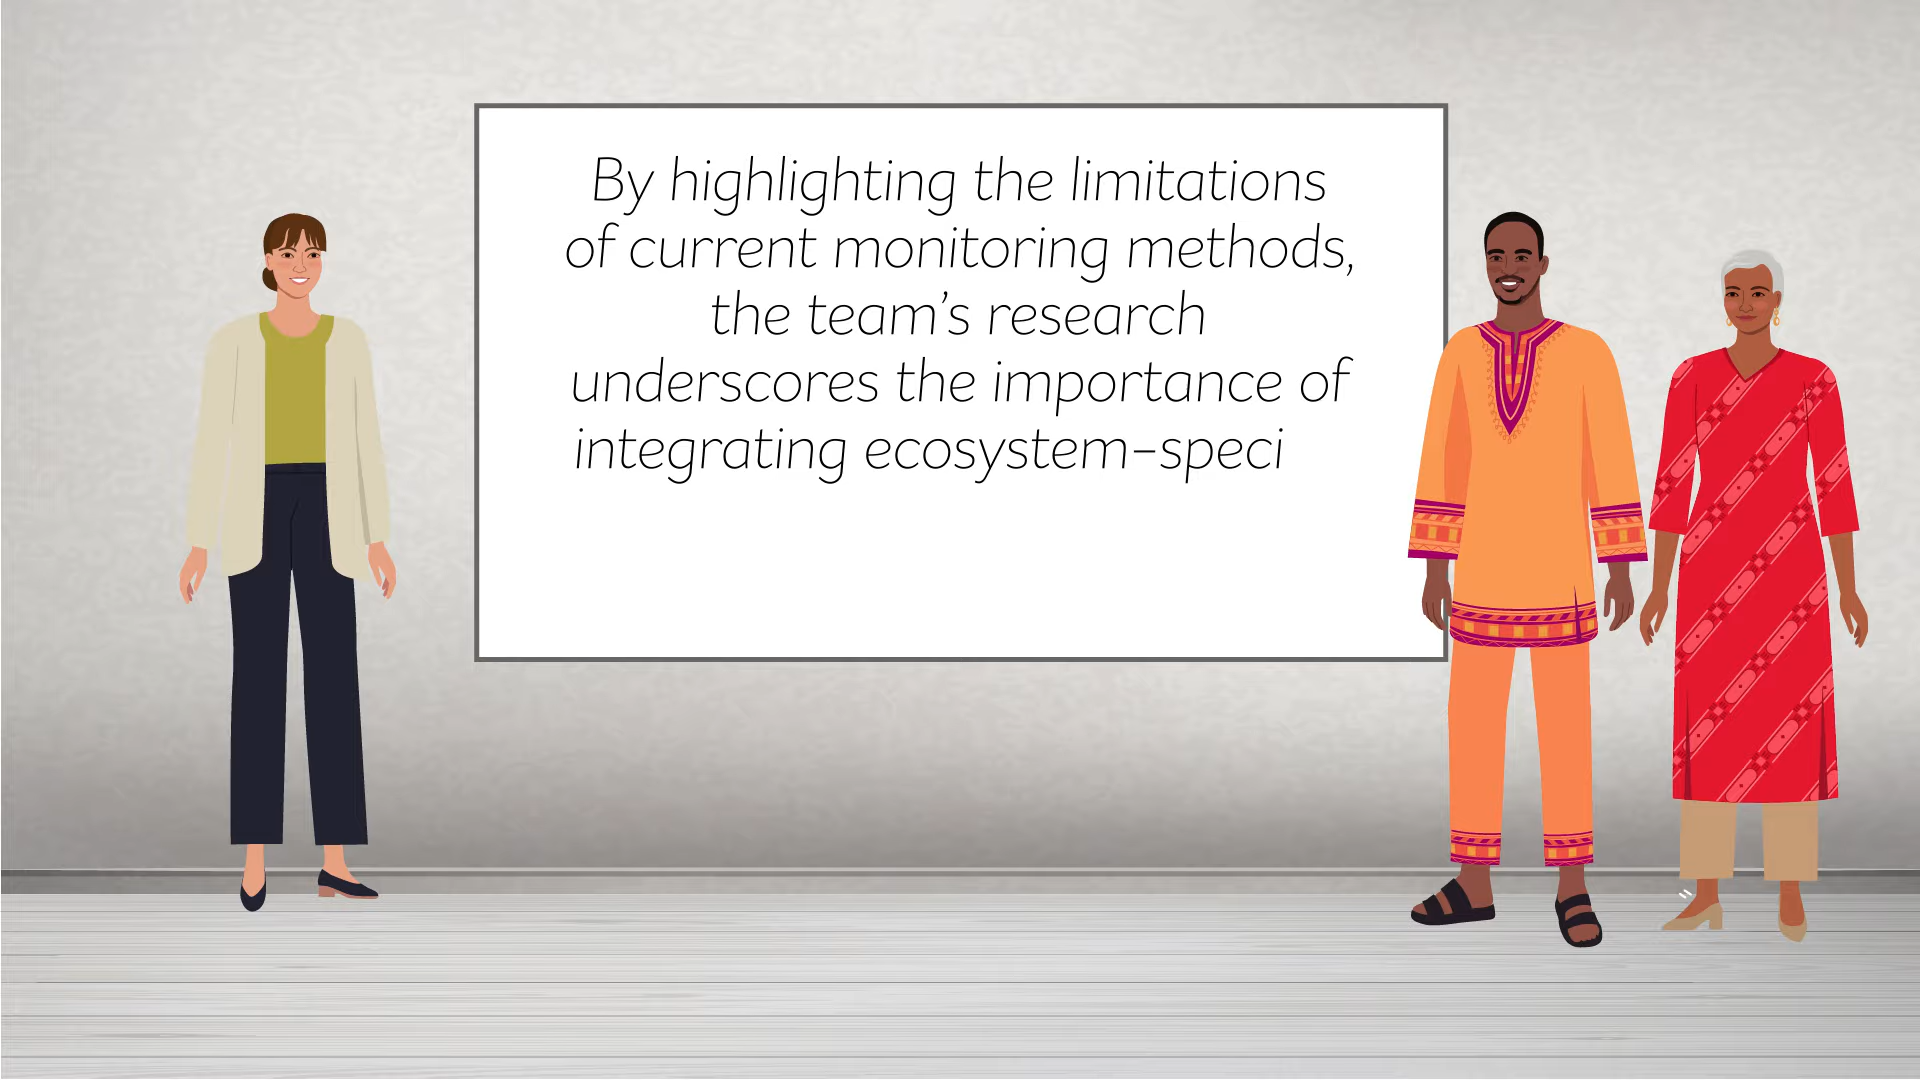 By highlighting the limitations
of current monitoring methods,
the team’s research
underscores the importance of
integrating ecosystem-speci